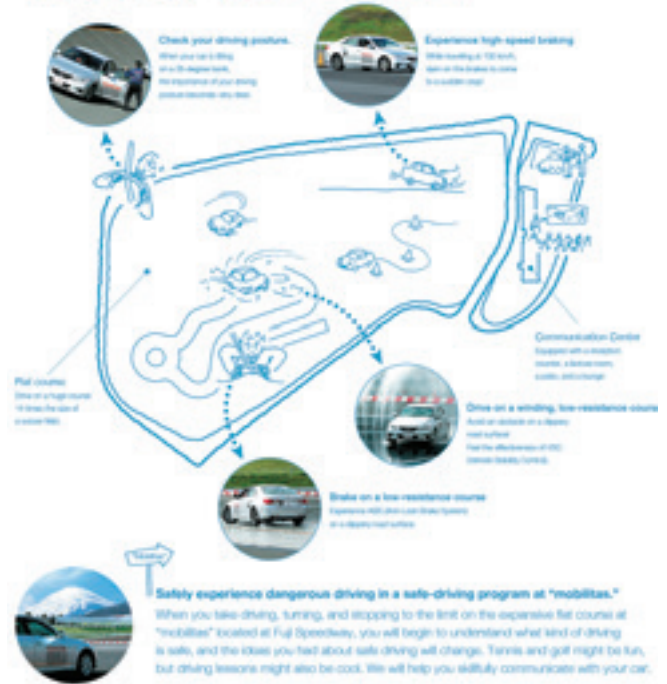 Check your driving posture.
When your car is tilting
on a 30-degree bank,
the importance of your driving
posture becomes very clear.
Experience high-speed braking
While traveling at 100 km/h,
slam on the brakes to come
to a sudden stop!
Communication Centre
Equipped with a reception
counter, a lecture room,
and a lounge
Flat course
Drive on a huge course
the size of
a soccer field.
Drive on a winding, low-resistance course
Avoid an obstacle on a slippery
road surface!
Feel the effectiveness of VSC
(Vehicle Stability Control).
Brake on a low-resistance course
Experience ABS (Anti-Lock Brake System)
on a slippery road surface
Safely experience dangerous driving in a safe-driving program at "mobilitas."
When you take driving, turning, and stopping to the limit on the expansive flat course at
"mobilitas" located at Fuji Speedway, you will begin to understand what kind of driving
is safe, and the ideas you had about safe driving will change. Tennis and golf might be fun,
but driving lessons might also be cool. We will help you skillfully communicate with your car.